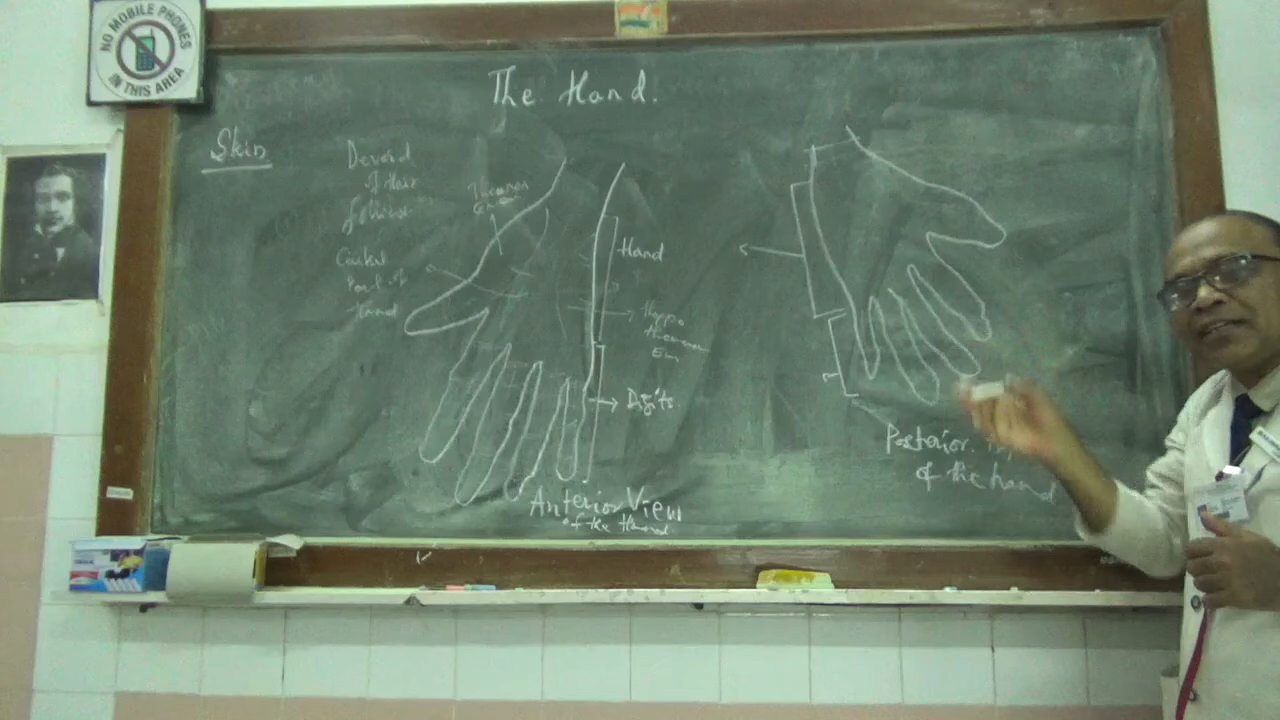 NO MOBILE PHONES
IN THIS AREA
The Hand.
Skin
Devoid
of Hair
follicles
Central
Part of
Hand
Thenar
Hand
Hypo
thenar
Em
Digits.
Anterior View
of the Hand
Posterior
of the hand